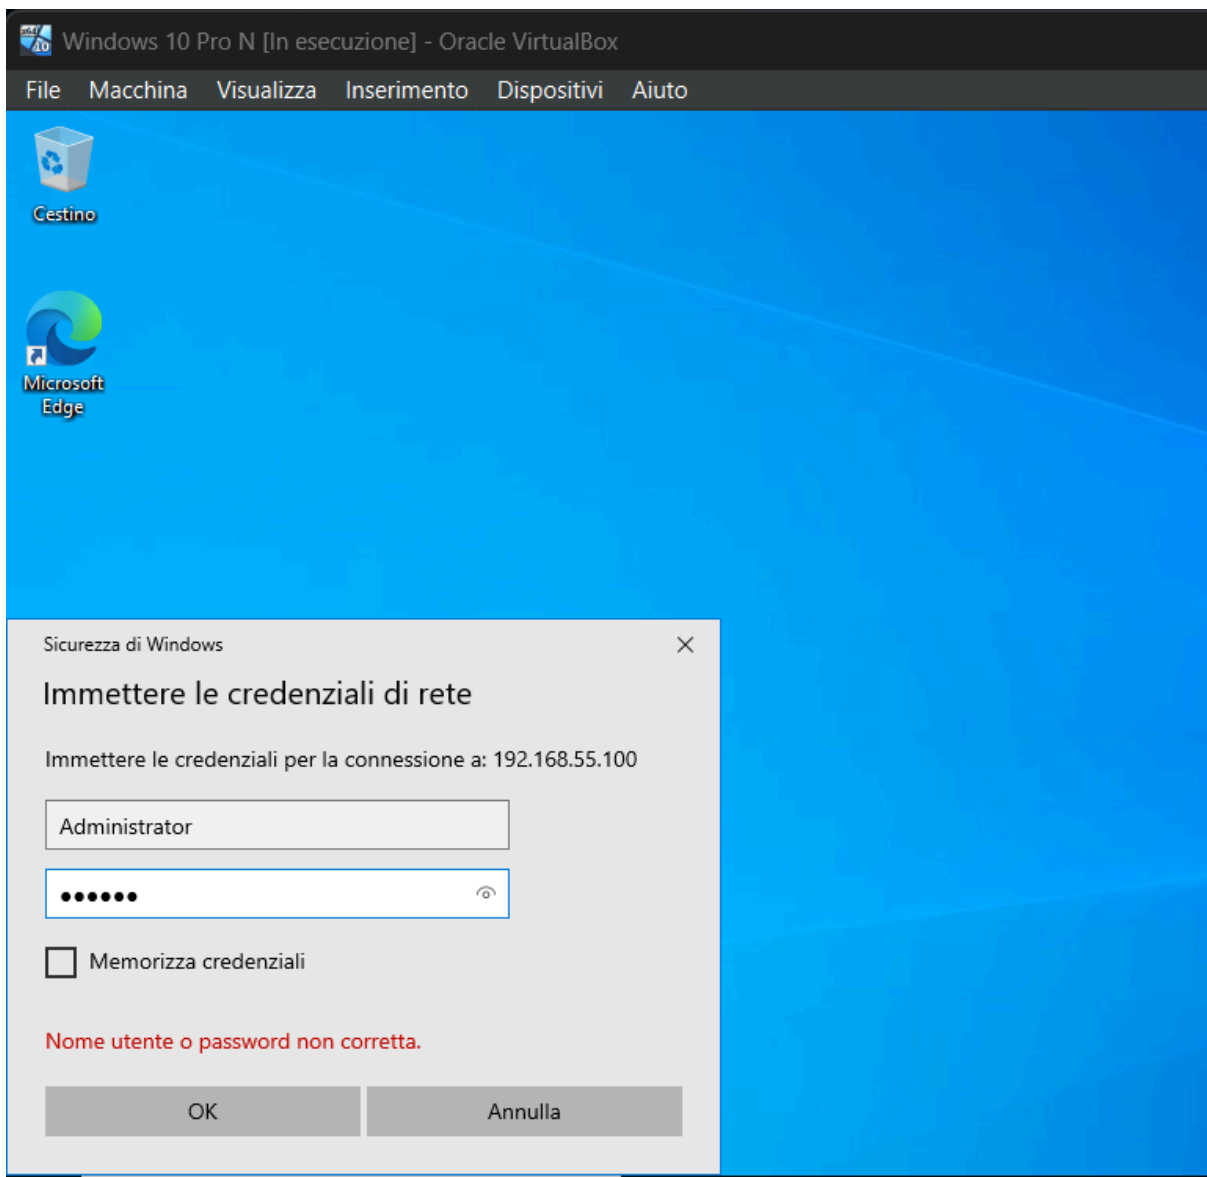 Windows 10 Pro N [In esecuzione] - Oracle VirtualBox
File Macchina Visualizza Inserimento Dispositivi Aiuto
Cestino
Microsoft
Edge
Sicurezza di Windows
Immettere le credenziali di rete
Immettere le credenziali per la connessione a: 192.168.55.100
Administrator
••••••
Memorizza credenziali
Nome utente o password non corretta.
OK Annulla